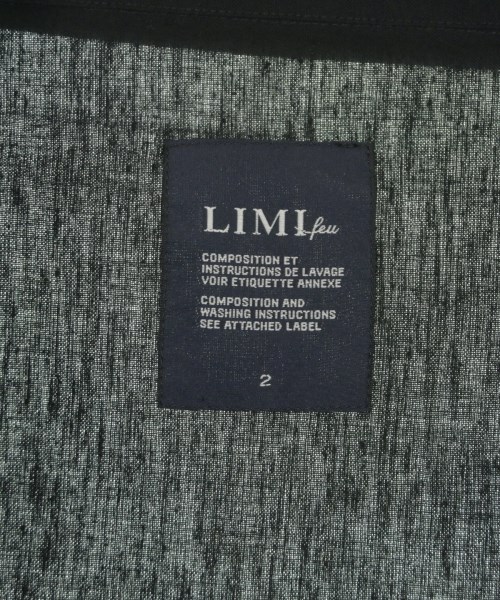 LIMI feu
COMPOSITION ET
INSTRUCTIONS DE LAVAGE
VOIR ETIQUETTE ANNEXE
COMPOSITION AND
WASHING INSTRUCTIONS
SEE ATTACHED LABEL
2